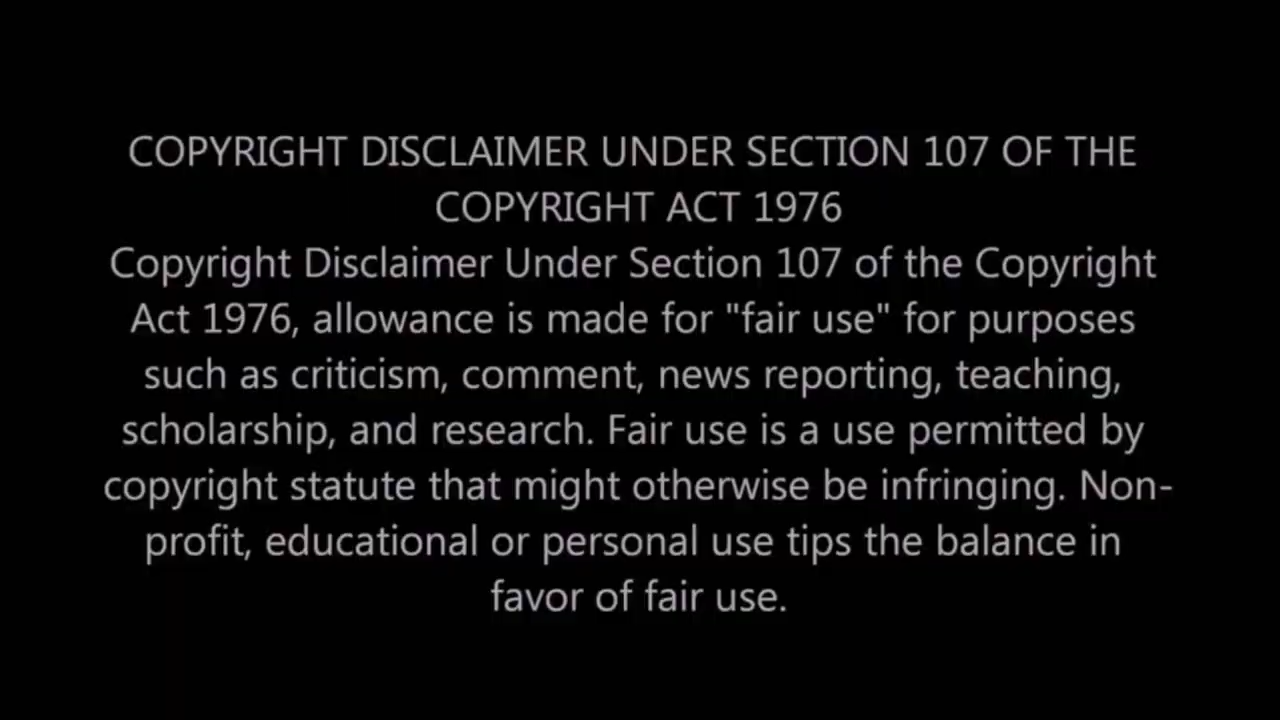 COPYRIGHT DISCLAIMER UNDER SECTION 107 OF THE
COPYRIGHT ACT 1976
Copyright Disclaimer Under Section 107 of the Copyright
Act 1976, allowance is made for "fair use" for purposes
such as criticism, comment, news reporting, teaching,
scholarship, and research. Fair use is a use permitted by
copyright statute that might otherwise be infringing. Non-
profit, educational or personal use tips the balance in
favor of fair use.